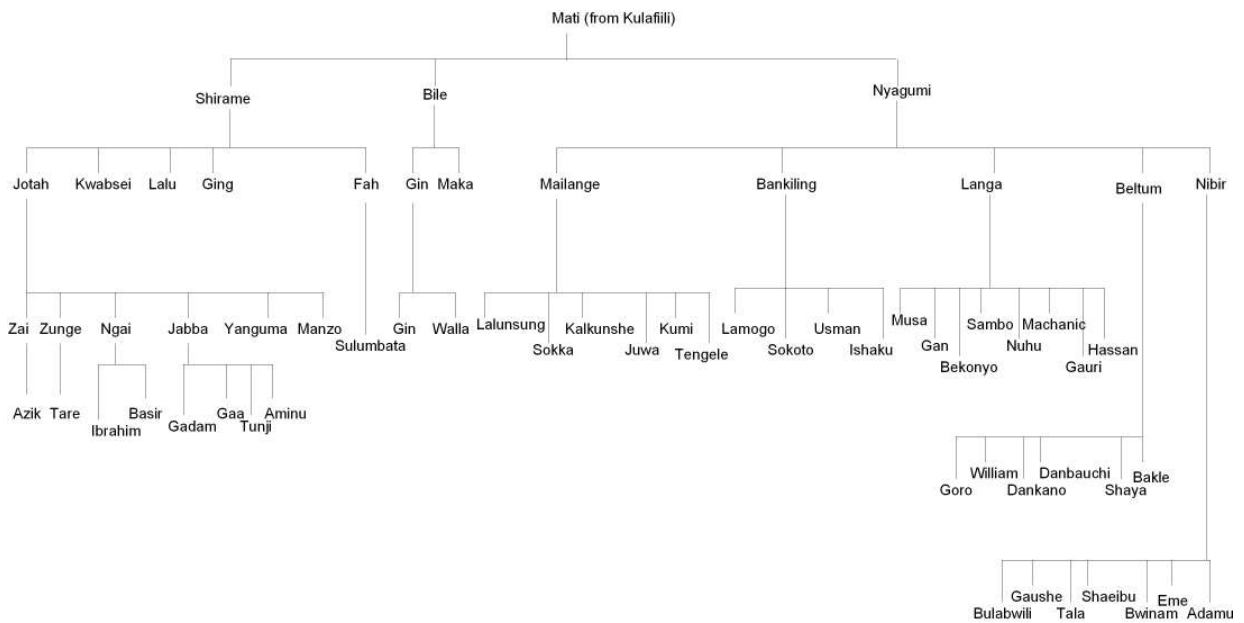 Mati (from Kulafiili)
Shirame Bile Nyagumi
Jotah Kwabsei Lalu Ging Fah Gin Maka Mailange Bankiling Langa Beltum Nibir
Zai Zunge Ngai Jabba Yanguma Manzo Sulumbata Gin Walla Lalunsung Sokka Kalkunshe Juwa Kumi Tengele Lamogo Sokoto Usman Ishaku Musa Gan Bekonyo Sambo Nuhu Machanic Gauri Hassan
Azik Tare Ibrahim Basir Gadam Gaa Tunji Aminu
Goro William Dankano Danbauchi Shaya Bakle
Bulabwili Gaushe Tala Shaeibu Bwinam Eme Adamu